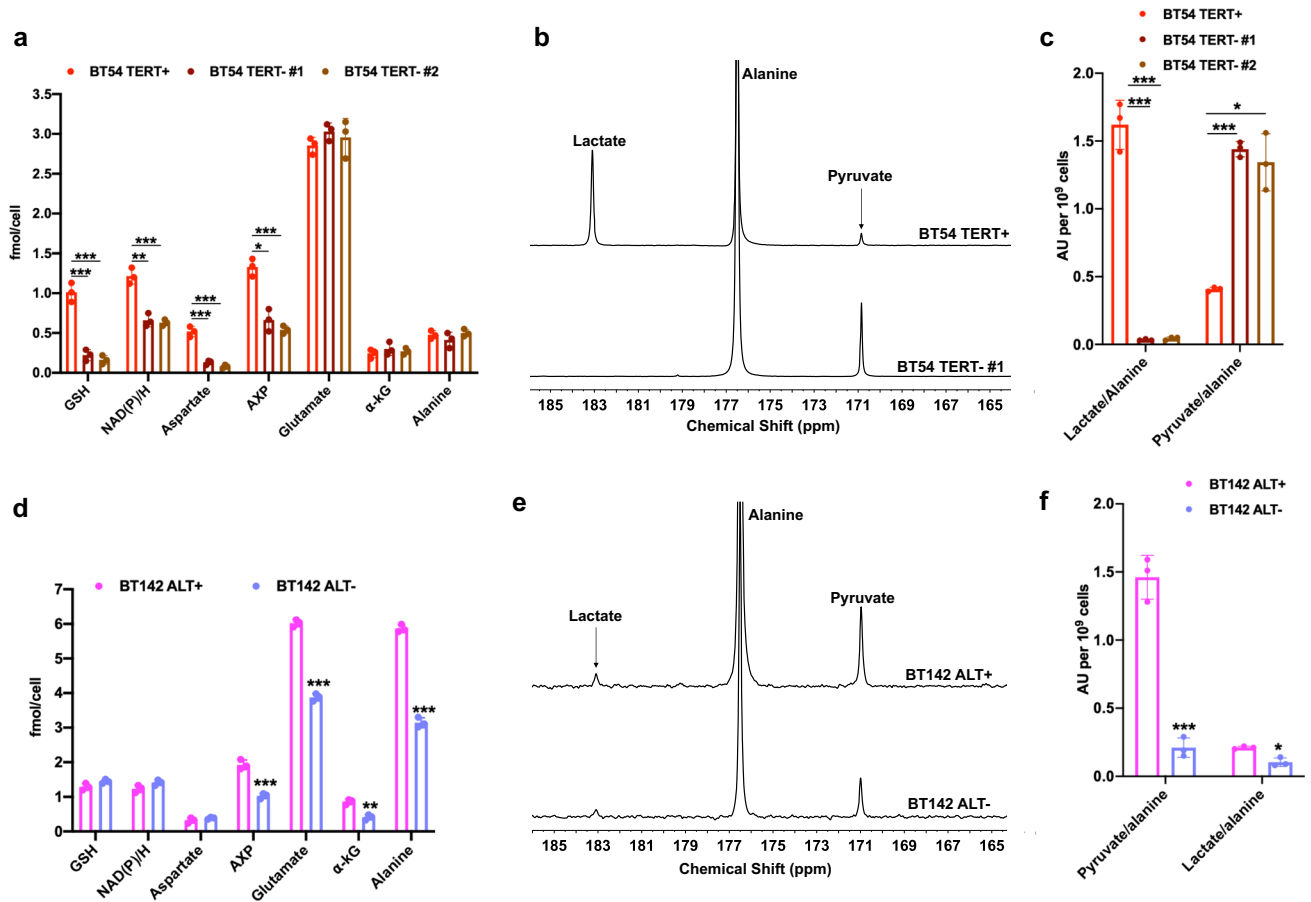 a
BT54 TERT+ BT54 TERT- #1 BT54 TERT- #2
fmol/cell
3.5
3.0
2.5
2.0
1.5
1.0
0.5
0.0
*** *** *** ** *** *** *** *
GSH NAD(P)/H Aspartate AXP Glutamate α-kG Alanine
b
Lactate
Alanine
Pyruvate
BT54 TERT+
BT54 TERT- #1
185 183 181 179 177 175 173 171 169 167 165
Chemical Shift (ppm)
c
BT54 TERT+
BT54 TERT- #1
BT54 TERT- #2
AU per 10⁹ cells
2.0
1.5
1.0
0.5
0.0
*** *** * ***
Lactate/Alanine Pyruvate/alanine
d
BT142 ALT+ BT142 ALT-
fmol/cell
7
6
5
4
3
2
1
0
*** *** ** ***
GSH NAD(P)/H Aspartate AXP Glutamate α-kG Alanine
e
Alanine
Lactate
Pyruvate
BT142 ALT+
BT142 ALT-
185 183 181 179 177 175 173 171 169 167 165
Chemical Shift (ppm)
f
BT142 ALT+
BT142 ALT-
AU per 10⁹ cells
2.0
1.5
1.0
0.5
0.0
*** *
Pyruvate/alanine Lactate/alanine